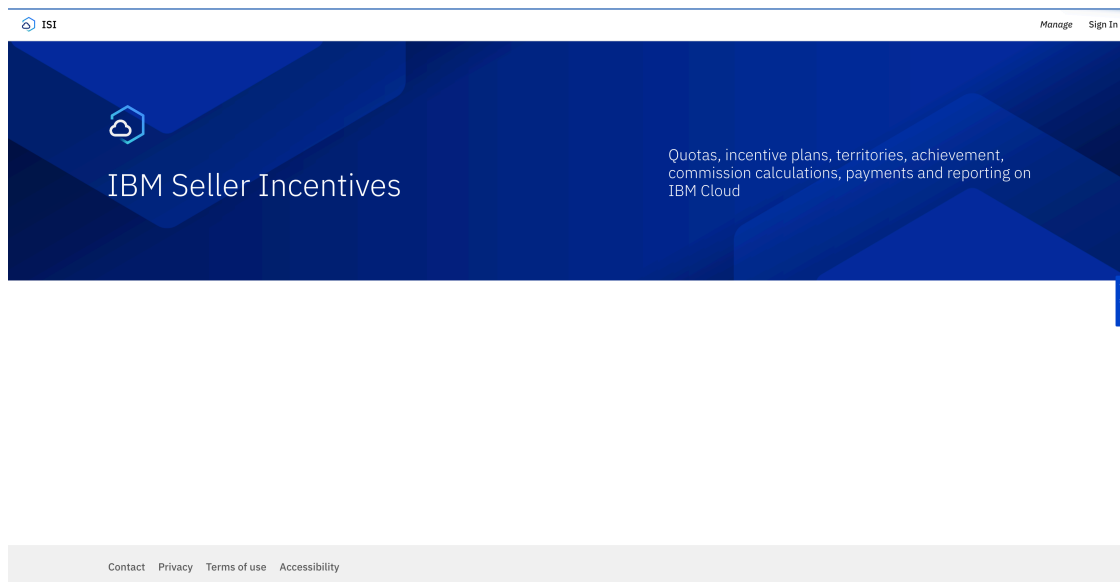 ISI
Manage Sign In
IBM Seller Incentives
Quotas, incentive plans, territories, achievement,
commission calculations, payments and reporting on
IBM Cloud
Contact Privacy Terms of use Accessibility